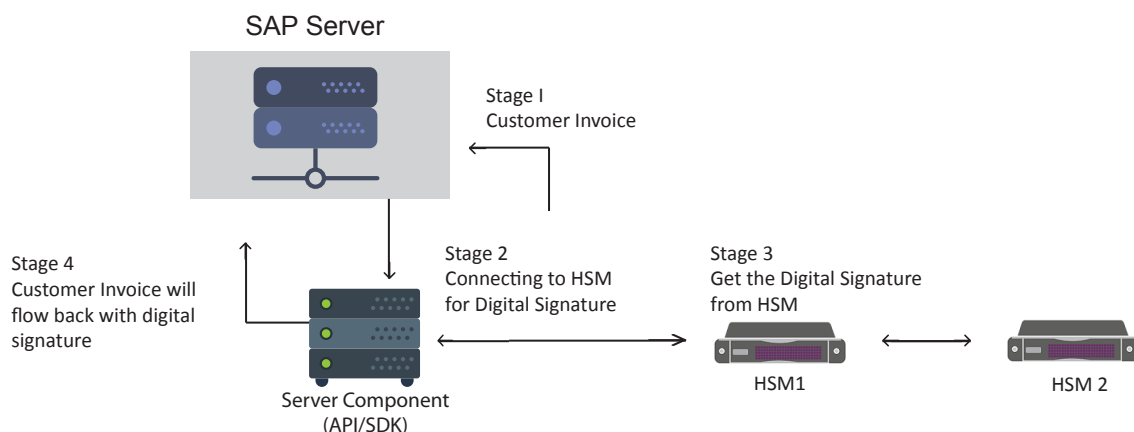 SAP Server
Stage I
Customer Invoice
Stage 4
Customer Invoice will
flow back with digital
signature
Stage 2
Connecting to HSM
for Digital Signature
Stage 3
Get the Digital Signature
from HSM
Server Component
(API/SDK)
HSM1
HSM 2